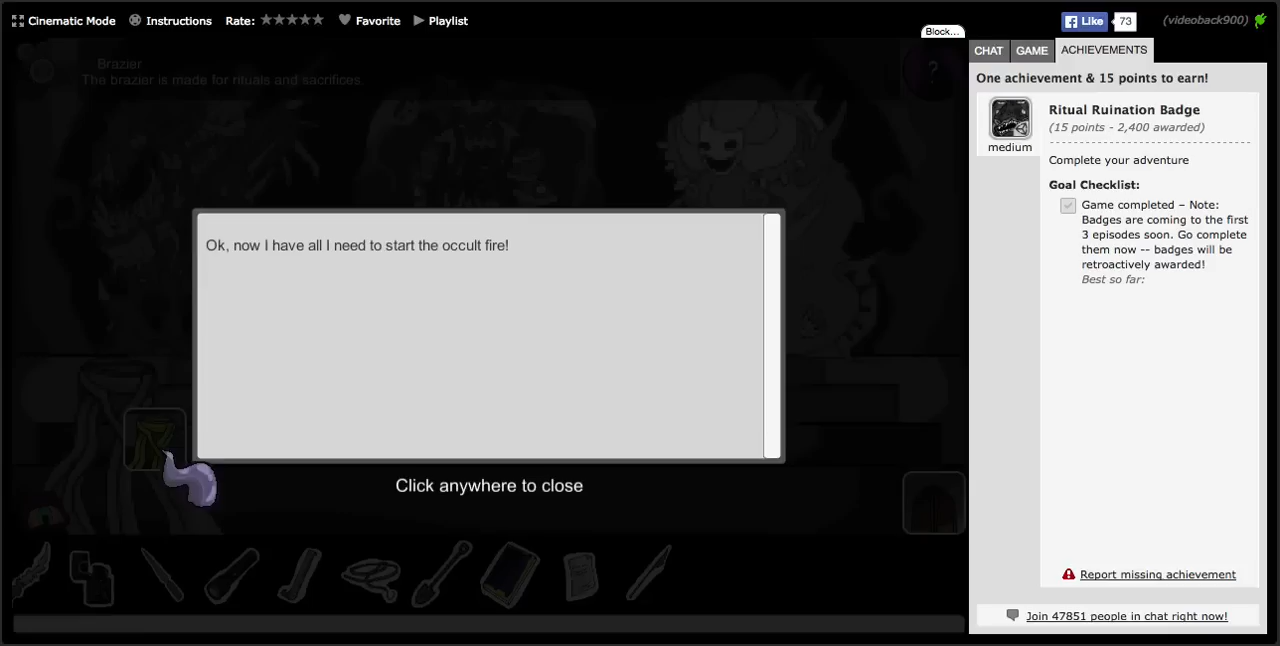 Cinematic Mode Instructions Rate: Favorite Playlist
Like 73 (videoback900)
Block...
CHAT GAME ACHIEVEMENTS
Brazier
The brazier is made for rituals and sacrifices.
?
One achievement & 15 points to earn!
Ritual Ruination Badge
(15 points - 2,400 awarded)
medium
Complete your adventure
Goal Checklist:
Game completed – Note:
Badges are coming to the first
3 episodes soon. Go complete
them now -- badges will be
retroactively awarded!
Best so far:
Ok, now I have all I need to start the occult fire!
Click anywhere to close
Report missing achievement
Join 47851 people in chat right now!